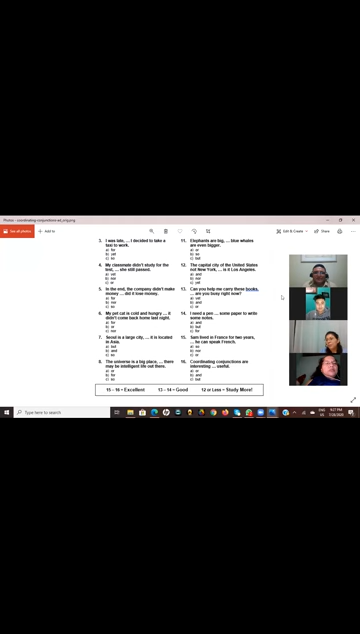 Photos - coordinating-conjunctions-ad_orig.png
See all photos
Add to
Edit & Create
Share
3. I was late, ... I decided to take a
taxi to work.
a) for
b) yet
c) so
4. My classmate didn't study for the
test, ... she still passed.
a) yet
b) nor
c) or
5. In the end, the company didn't make
money ... did it lose money.
a) for
b) nor
c) so
6. My pet cat is cold and hungry ... it
didn't come back home last night.
a) for
b) or
c) nor
7. Seoul is a large city, ... it is located
in Asia.
a) but
b) and
c) so
8. The universe is a big place, ... there
may be intelligent life out there.
a) or
b) for
c) so
11. Elephants are big, ... blue whales
are even bigger.
a) or
b) so
c) but
12. The capital city of the United States
not New York, ... is it Los Angeles.
a) and
b) nor
c) yet
13. Can you help me carry these books,
... are you busy right now?
a) yet
b) and
c) or
14. I need a pen ... some paper to write
some notes.
a) and
b) but
c) for
15. Sam lived in France for two years,
... he can speak French.
a) so
b) nor
c) or
16. Coordinating conjunctions are
interesting ... useful.
a) or
b) and
c) but
15 – 16 = Excellent
13 – 14 = Good
12 or Less = Study More!
Type here to search
ENG
US
9:27 PM
7/28/2020